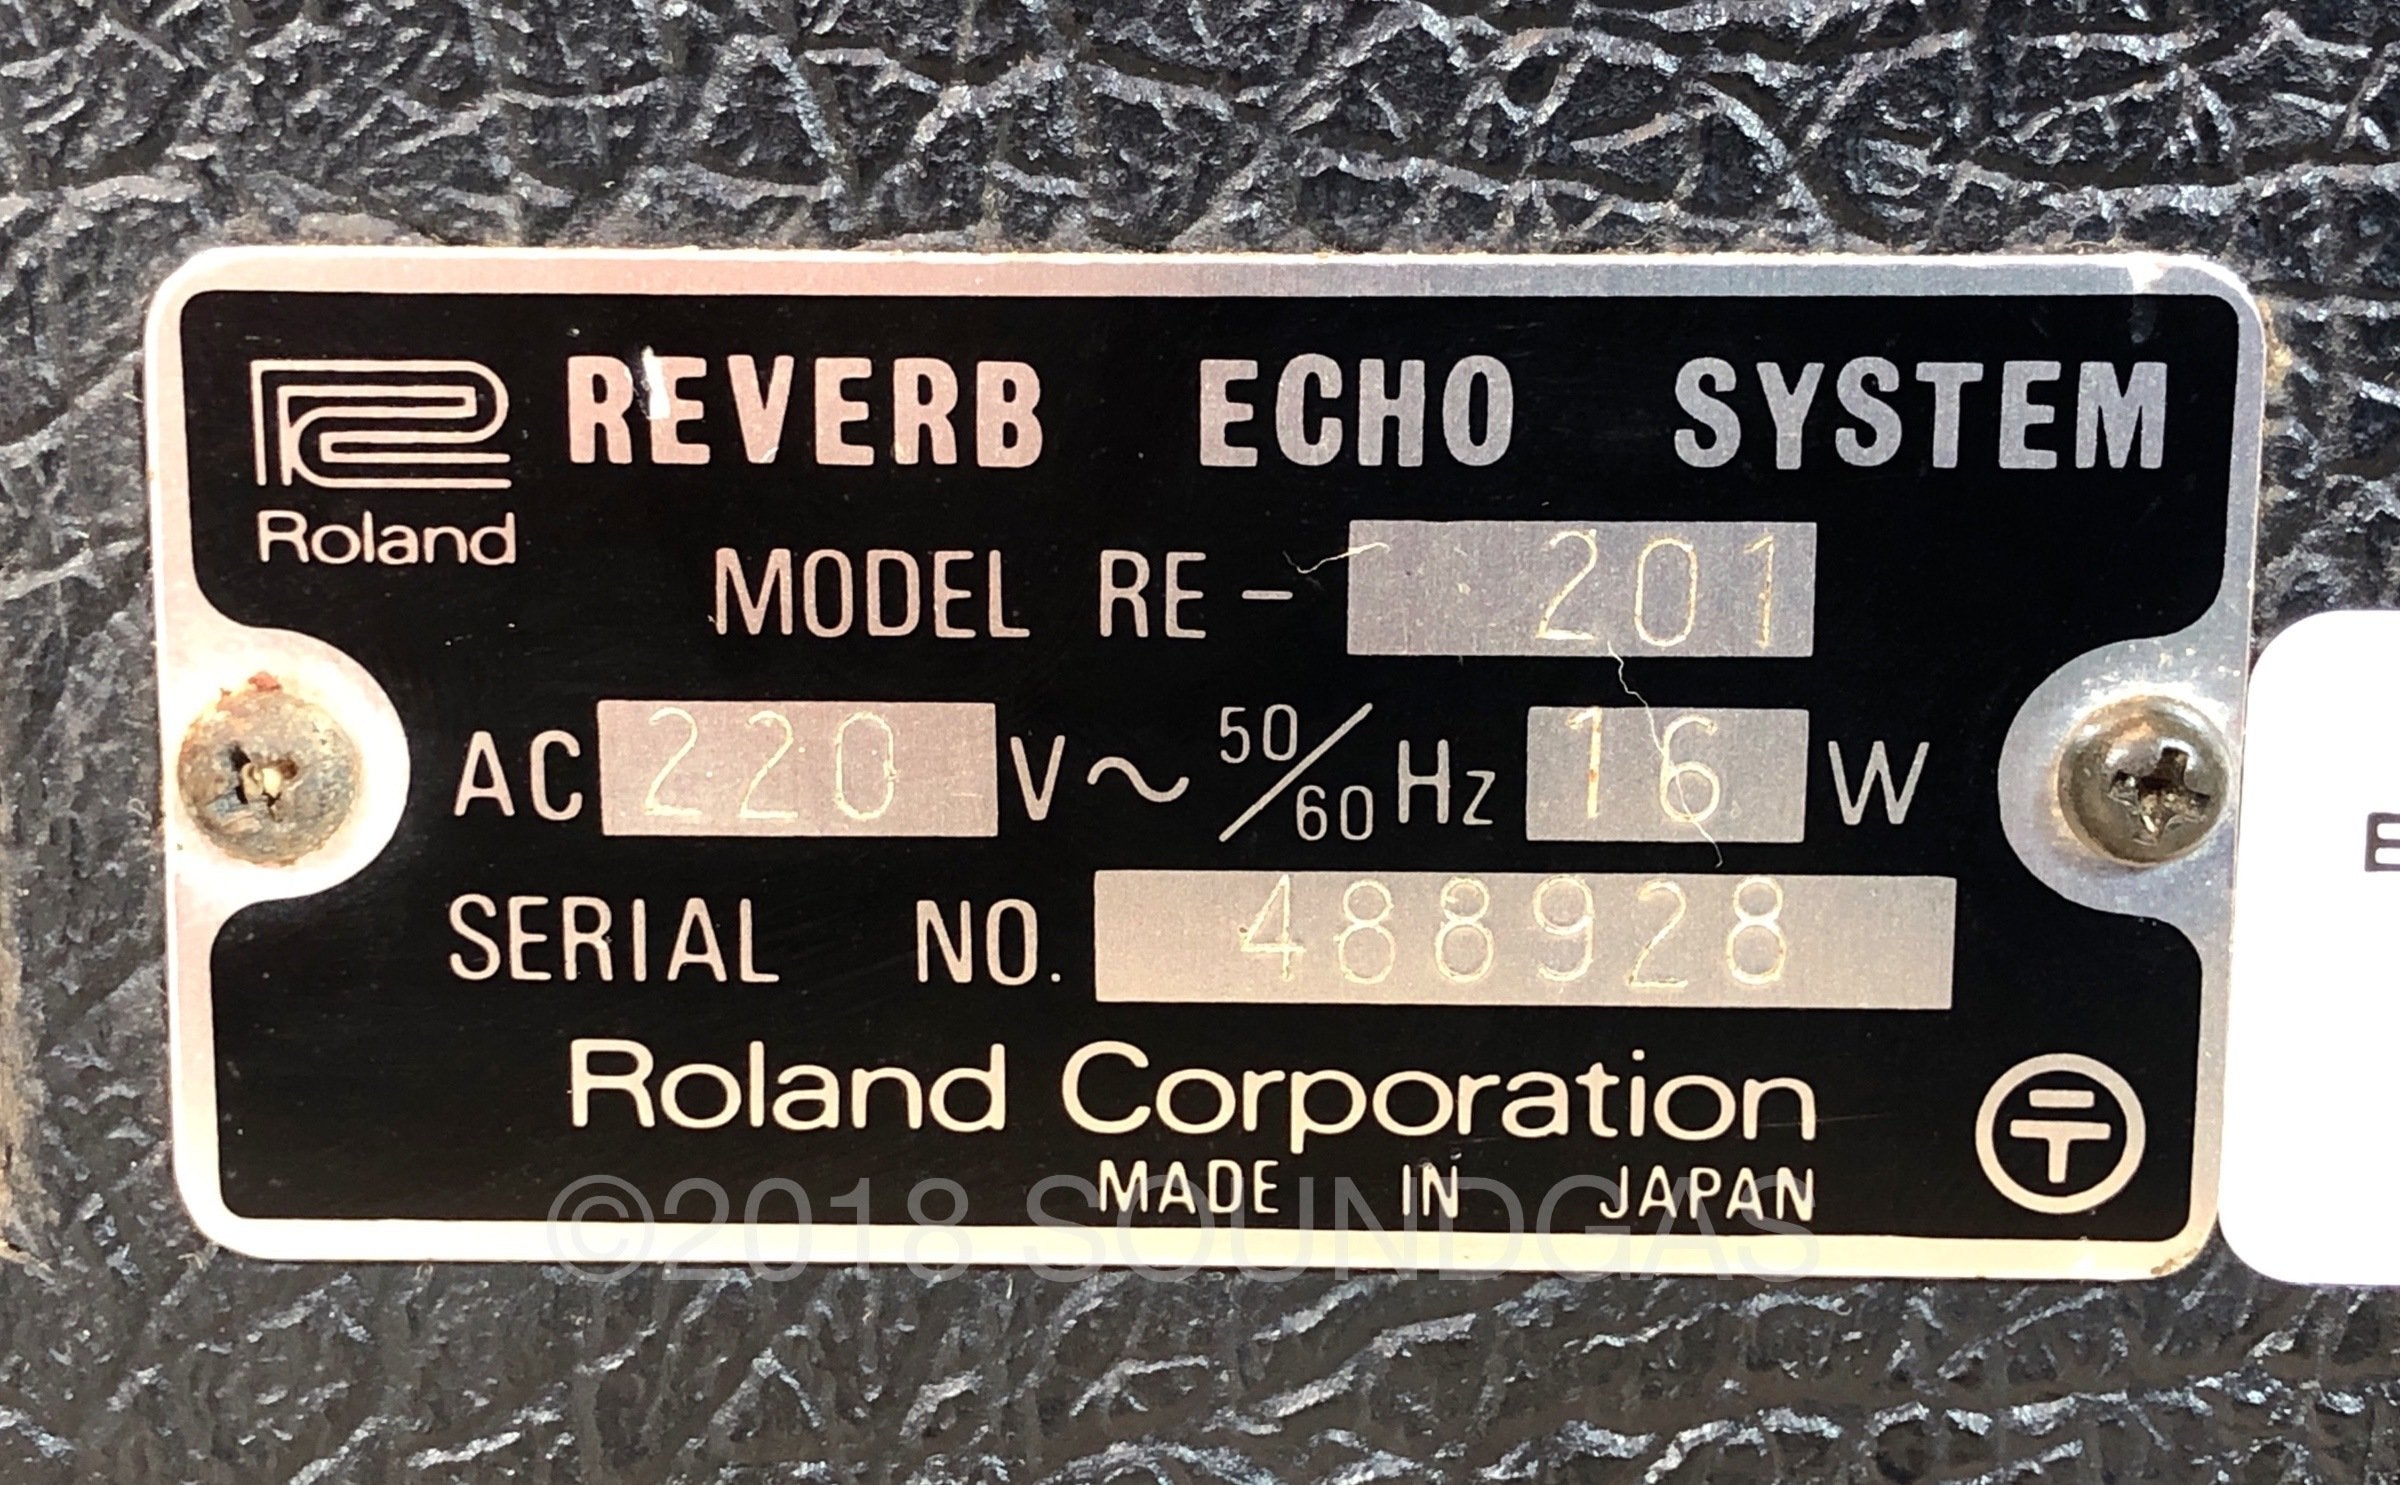 REVERB ECHO SYSTEM
Roland
MODEL RE- 201
AC 220 V~ 50/60 Hz 16 W
SERIAL NO. 488928
Roland Corporation
MADE IN JAPAN
©2018 SOUNDGAS